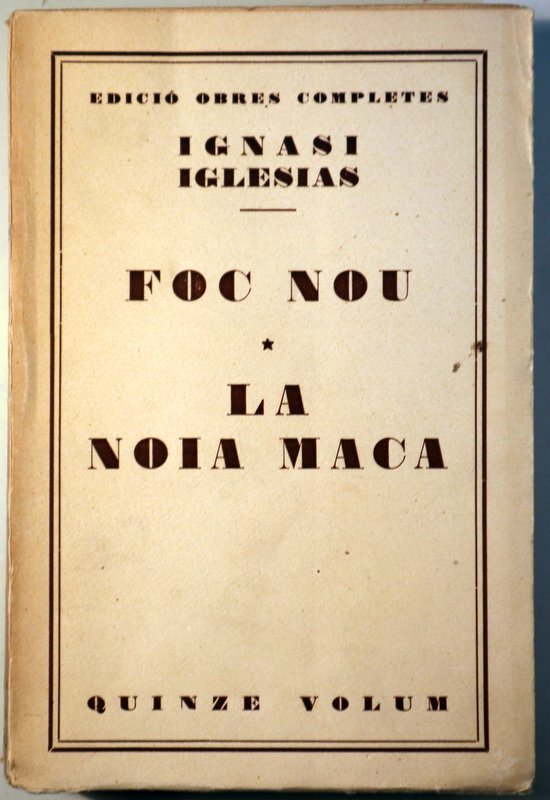 EDICIÓ OBRES COMPLETES
IGNASI
IGLESIAS
FOC NOU
LA
NOIA MACA
QUINZE VOLUM